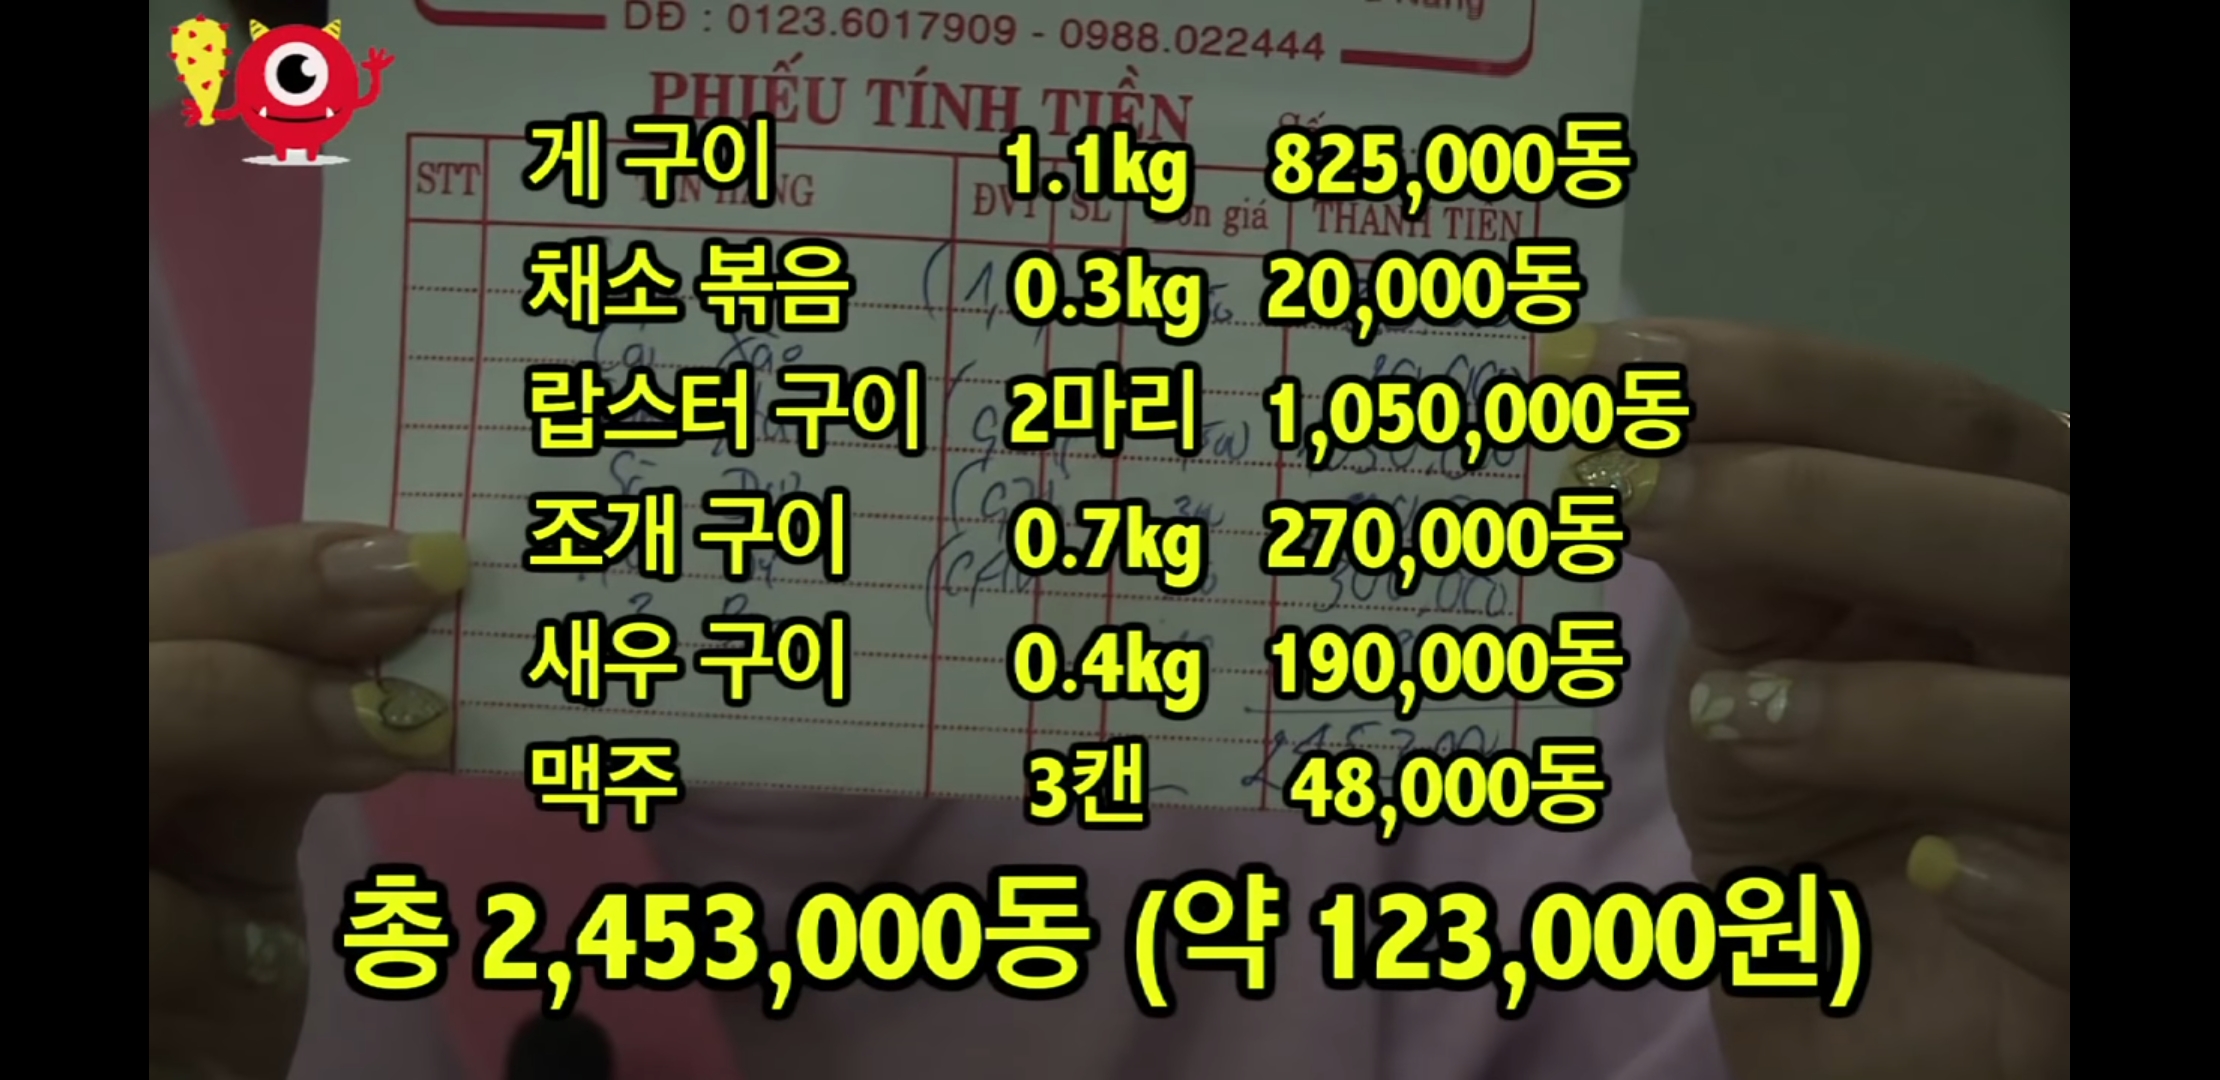 DĐ : 0123.6017909 - 0988.022444
PHIẾU TÍNH TIỀN
STT ĐVT SL giá THÀNH TIỀN
게 구이 1.1kg 825,000동
채소 볶음 0.3kg 20,000동
랍스터 구이 2마리 1,050,000동
조개 구이 0.7kg 270,000동
300,000
새우 구이 0.4kg 190,000동
맥주 3캔 48,000동
총 2,453,000동 (약 123,000원)